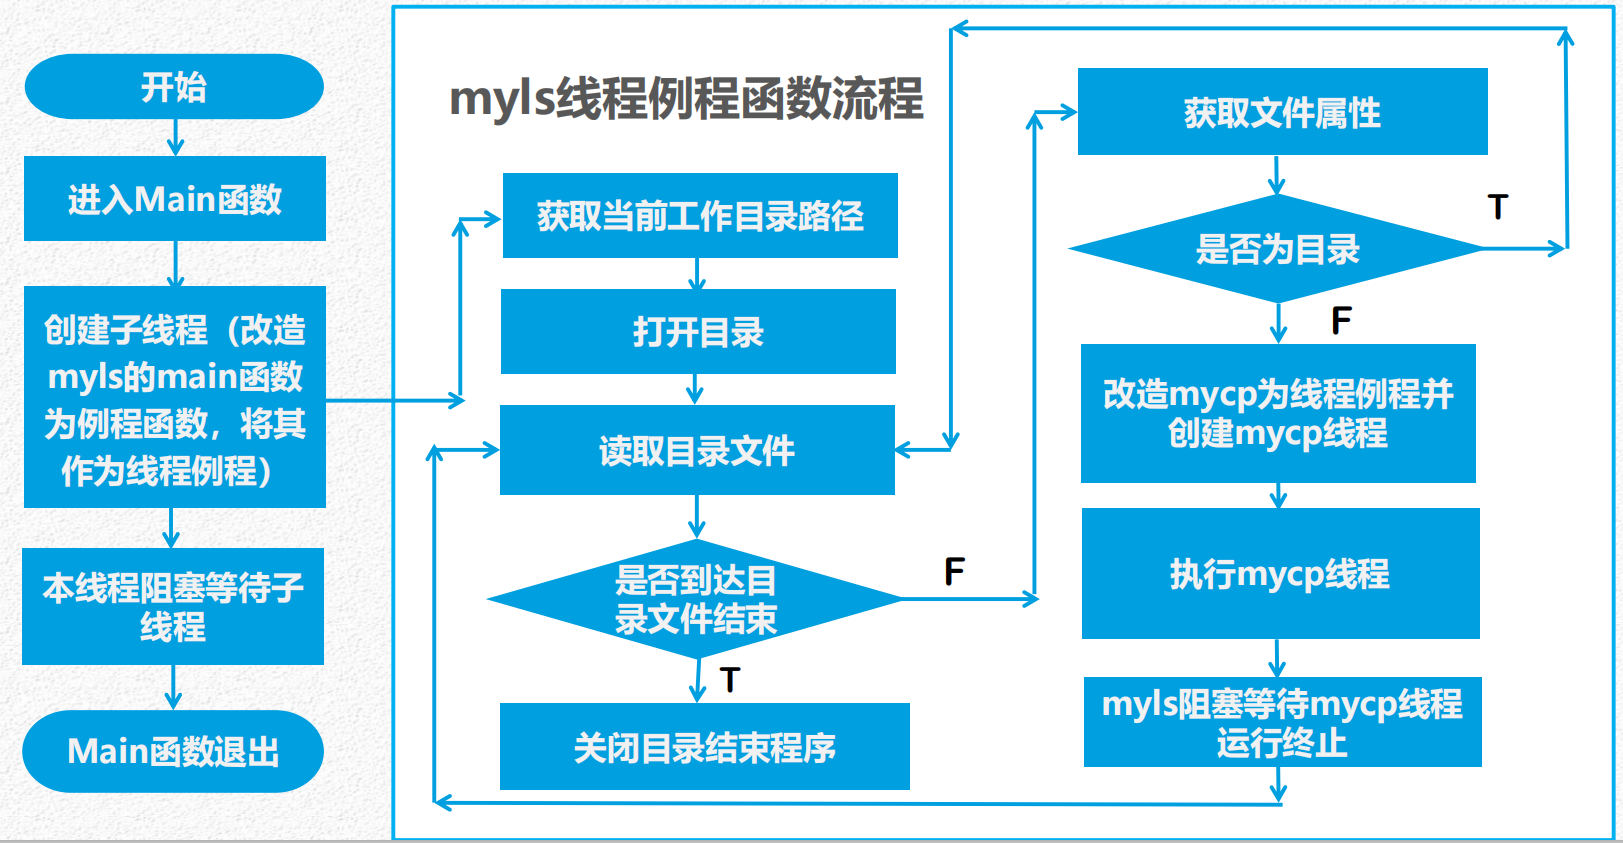 开始
进入Main函数
创建子线程（改造
myls的main函数
为例程函数，将其
作为线程例程）
本线程阻塞等待子
线程
Main函数退出
myls线程例程函数流程
获取当前工作目录路径
打开目录
读取目录文件
是否到达目
录文件结束
F
T
关闭目录结束程序
获取文件属性
是否为目录
T
F
改造mycp为线程例程并
创建mycp线程
执行mycp线程
myls阻塞等待mycp线程
运行终止